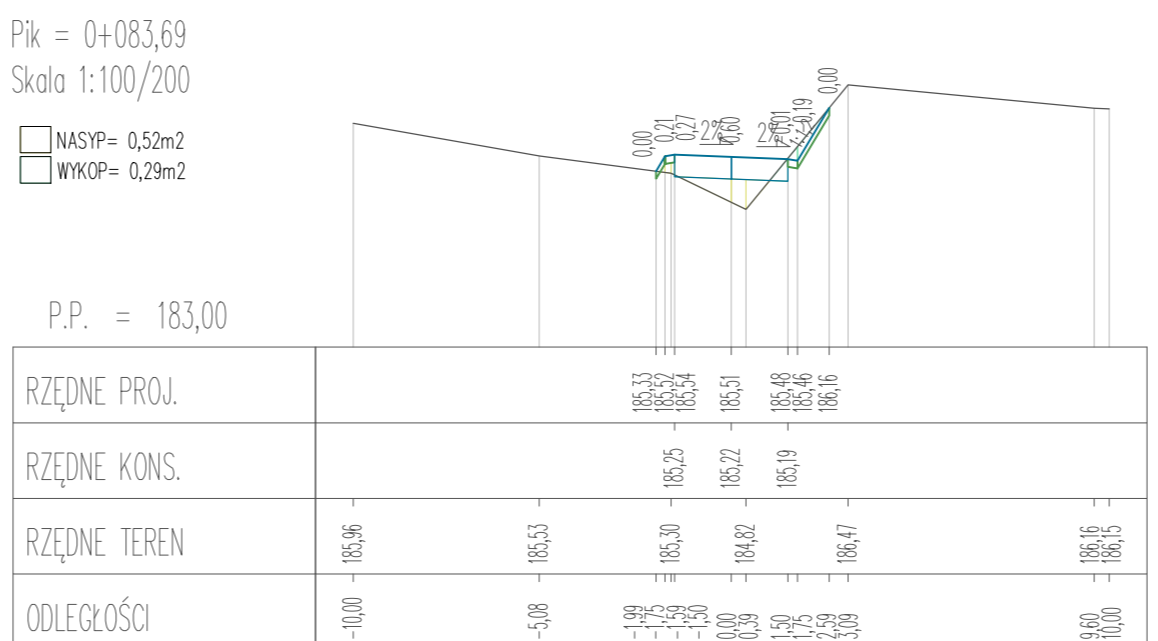 Pik = 0+083,69
Skala 1:100/200
NASYP= 0,52m2
WYKOP= 0,29m2
0,00 0,21 0,27 2% 0,60 2% 0,19 0,00
P.P. = 183,00
RZĘDNE PROJ. 185,33 185,52 185,54 185,51 185,48 185,46 186,16
RZĘDNE KONS. 185,25 185,22 185,19
RZĘDNE TEREN 185,96 185,53 185,30 184,82 186,47 186,16 186,15
ODLEGŁOŚCI -10,00 -5,08 -1,99 -1,75 -1,59 -1,50 0,00 0,39 1,50 1,75 2,59 3,09 9,60 10,00